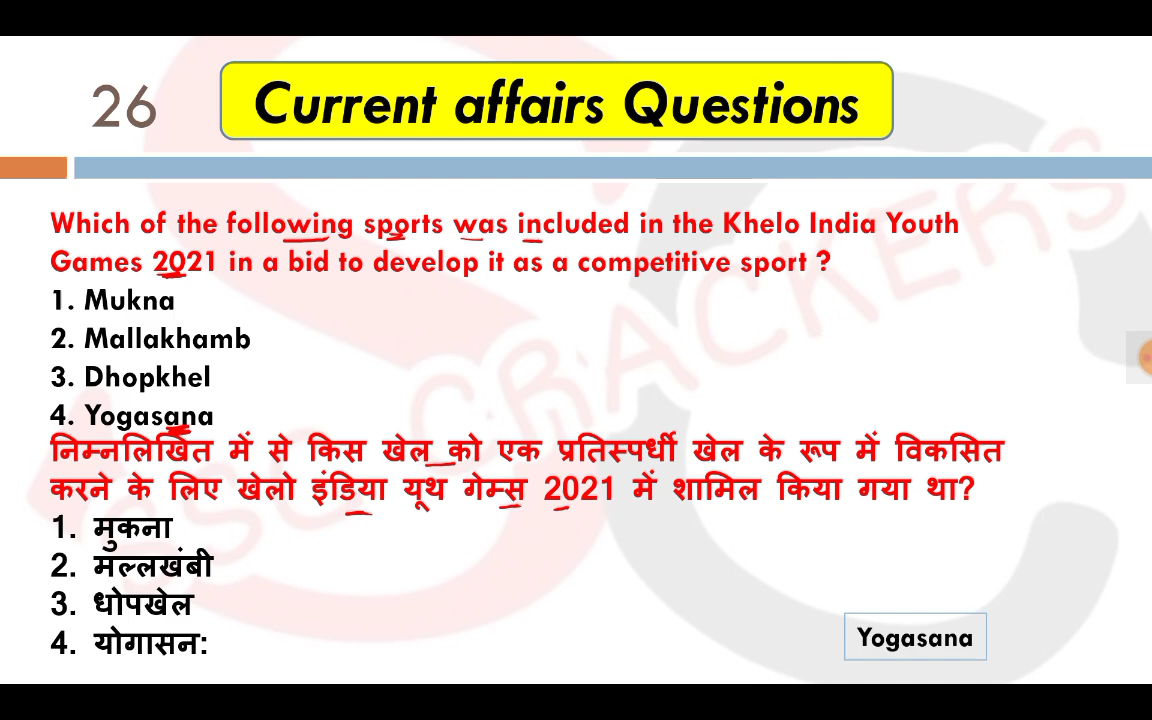 26
Current affairs Questions
Which of the following sports was included in the Khelo India Youth
Games 2021 in a bid to develop it as a competitive sport ?
1. Mukna
2. Mallakhamb
3. Dhopkhel
4. Yogasana
निम्नलिखित में से किस खेल को एक प्रतिस्पर्धी खेल के रूप में विकसित
करने के लिए खेलो इंडिया यूथ गेम्स 2021 में शामिल किया गया था?
1. मुकना
2. मल्लखंबी
3. धोपखेल
4. योगासन:
Yogasana
SSC CRACKERS